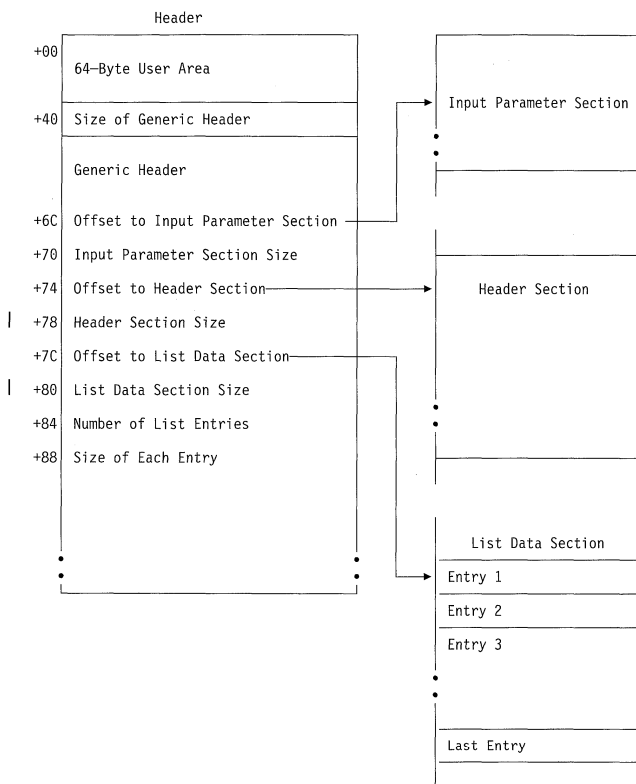 Header
+00
64–Byte User Area
+40 Size of Generic Header
Generic Header
+6C Offset to Input Parameter Section
+70 Input Parameter Section Size
+74 Offset to Header Section
+78 Header Section Size
+7C Offset to List Data Section
+80 List Data Section Size
+84 Number of List Entries
+88 Size of Each Entry
Input Parameter Section
Header Section
List Data Section
Entry 1
Entry 2
Entry 3
Last Entry